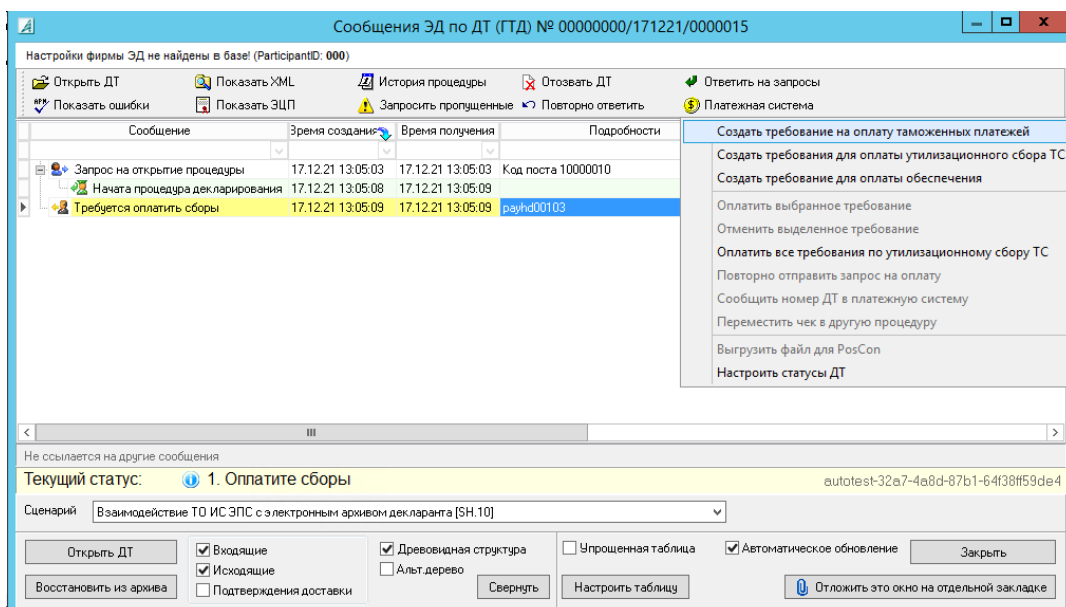 Сообщения ЭД по ДТ (ГТД) № 00000000/171221/0000015
Настройки фирмы ЭД не найдены в базе! (ParticipantID: 000)
Открыть ДТ Показать XML История процедуры Отозвать ДТ Ответить на запросы
Показать ошибки Показать ЭЦП Запросить пропущенные Повторно ответить Платежная система
Сообщение Время создания Время получения Подробности
Запрос на открытие процедуры 17.12.21 13:05:03 17.12.21 13:05:03 Код поста 10000010
Начата процедура декларирования 17.12.21 13:05:08 17.12.21 13:05:09
Требуется оплатить сборы 17.12.21 13:05:09 17.12.21 13:05:09 payhd00103
Создать требование на оплату таможенных платежей
Создать требования для оплаты утилизационного сбора ТС
Создать требование для оплаты обеспечения
Оплатить выбранное требование
Отменить выделенное требование
Оплатить все требования по утилизационному сбору ТС
Повторно отправить запрос на оплату
Сообщить номер ДТ в платежную систему
Переместить чек в другую процедуру
Выгрузить файл для PosCon
Настроить статусы ДТ
Не ссылается на другие сообщения
Текущий статус: 1. Оплатите сборы autotest-32a7-4a8d-87b1-64f38ff59de4
Сценарий Взаимодействие ТО ИС ЭПС с электронным архивом декларанта [SH.10]
Открыть ДТ Входящие Древовидная структура Упрощенная таблица Автоматическое обновление Закрыть
Исходящие Альт.дерево
Восстановить из архива Подтверждения доставки Свернуть Настроить таблицу Отложить это окно на отдельной закладке